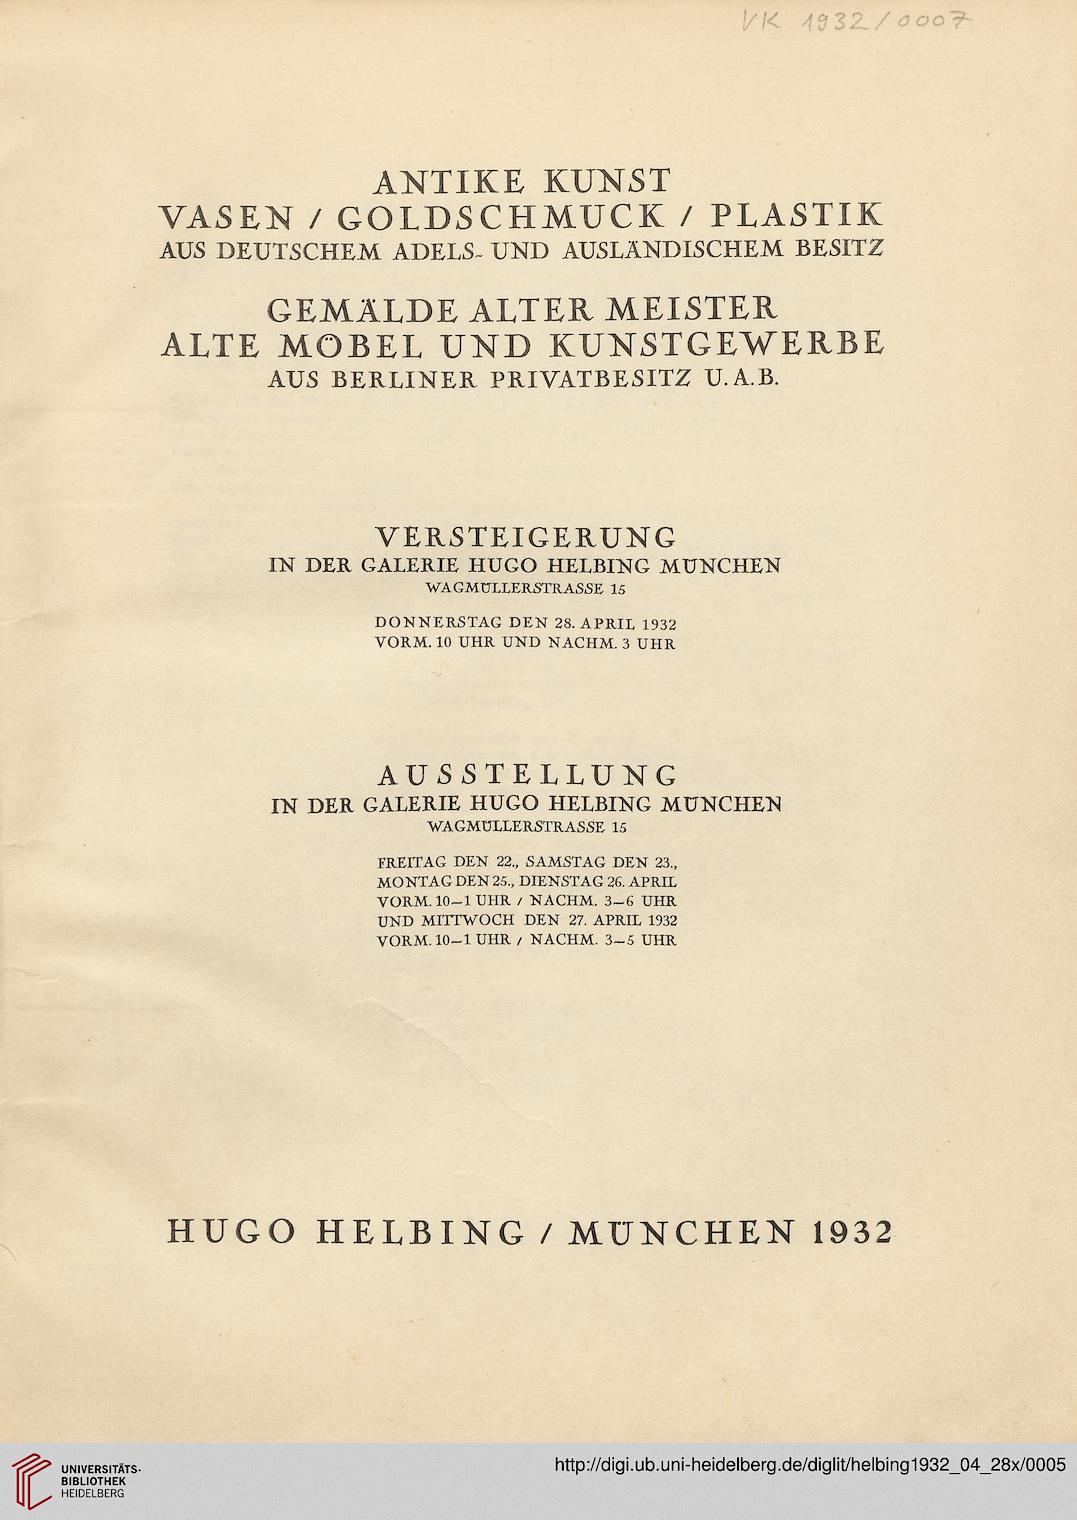 VK 1932/0007
ANTIKE KUNST
VASEN / GOLDSCHMUCK / PLASTIK
AUS DEUTSCHEM ADELS- UND AUSLÄNDISCHEM BESITZ
GEMÄLDE ALTER MEISTER
ALTE MÖBEL UND KUNSTGEWERBE
AUS BERLINER PRIVATBESITZ U. A. B.
VERSTEIGERUNG
IN DER GALERIE HUGO HELBING MÜNCHEN
WAGMÜLLERSTRASSE 15
DONNERSTAG DEN 28. APRIL 1932
VORM. 10 UHR UND NACHM. 3 UHR
AUSSTELLUNG
IN DER GALERIE HUGO HELBING MÜNCHEN
WAGMÜLLERSTRASSE 15
FREITAG DEN 22., SAMSTAG DEN 23.,
MONTAG DEN 25., DIENSTAG 26. APRIL
VORM. 10—1 UHR / NACHM. 3—6 UHR
UND MITTWOCH DEN 27. APRIL 1932
VORM. 10—1 UHR / NACHM. 3—5 UHR
HUGO HELBING / MÜNCHEN 1932
UNIVERSITÄTS-
BIBLIOTHEK
HEIDELBERG
http://digi.ub.uni-heidelberg.de/diglit/helbing1932_04_28x/0005